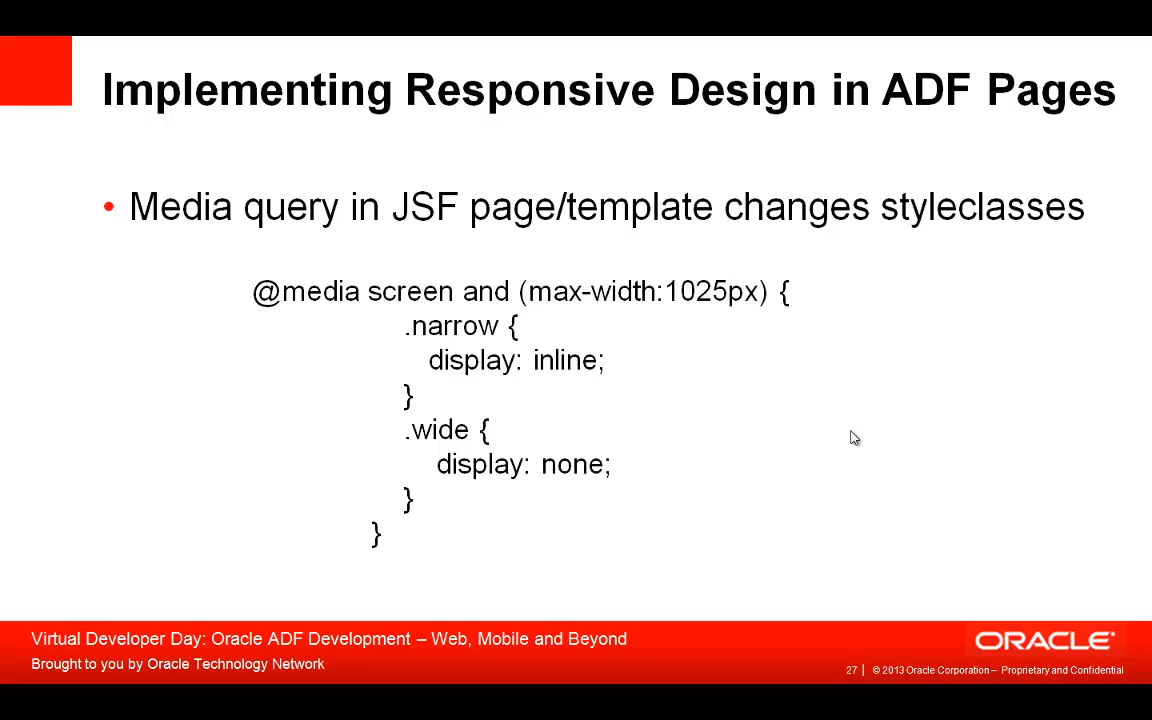 Implementing Responsive Design in ADF Pages
• Media query in JSF page/template changes styleclasses
@media screen and (max-width:1025px) {
.narrow {
display: inline;
}
.wide {
display: none;
}
}
Virtual Developer Day: Oracle ADF Development – Web, Mobile and Beyond
Brought to you by Oracle Technology Network
ORACLE®
27 | © 2013 Oracle Corporation – Proprietary and Confidential